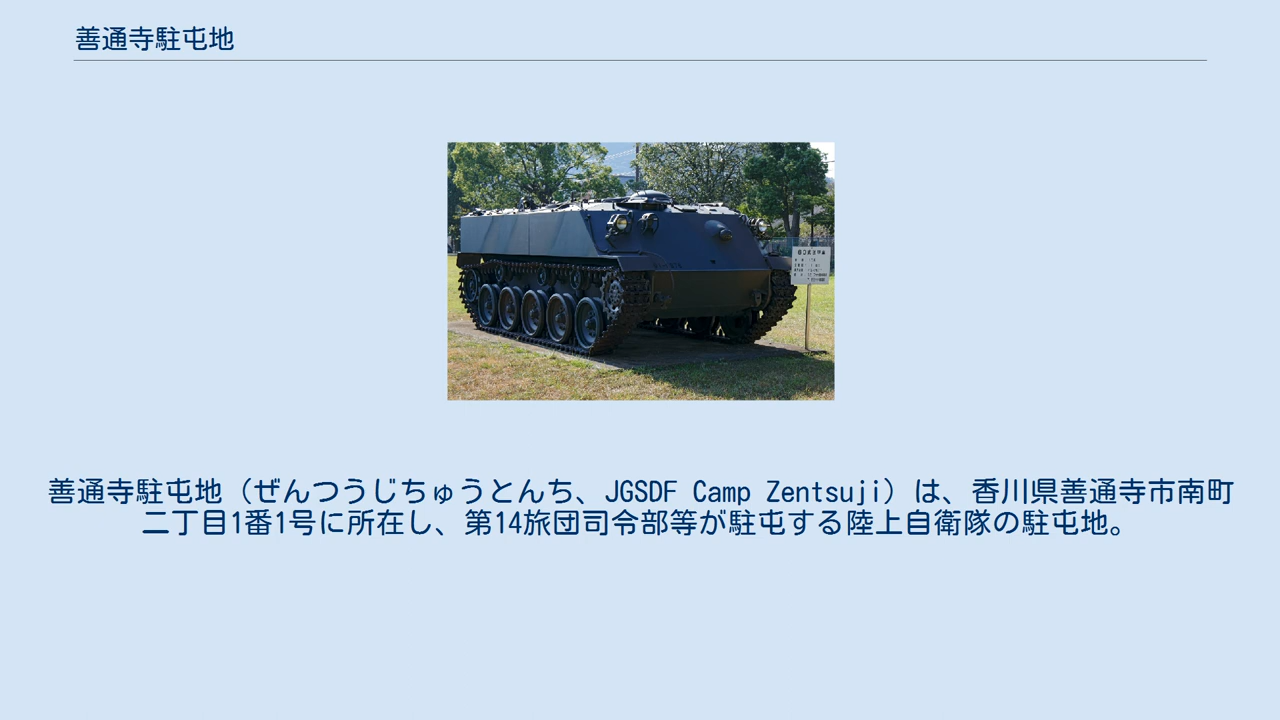 善通寺駐屯地
善通寺駐屯地（ぜんつうじちゅうとんち、JGSDF Camp Zentsuji）は、香川県善通寺市南町
二丁目1番1号に所在し、第14旅団司令部等が駐屯する陸上自衛隊の駐屯地。